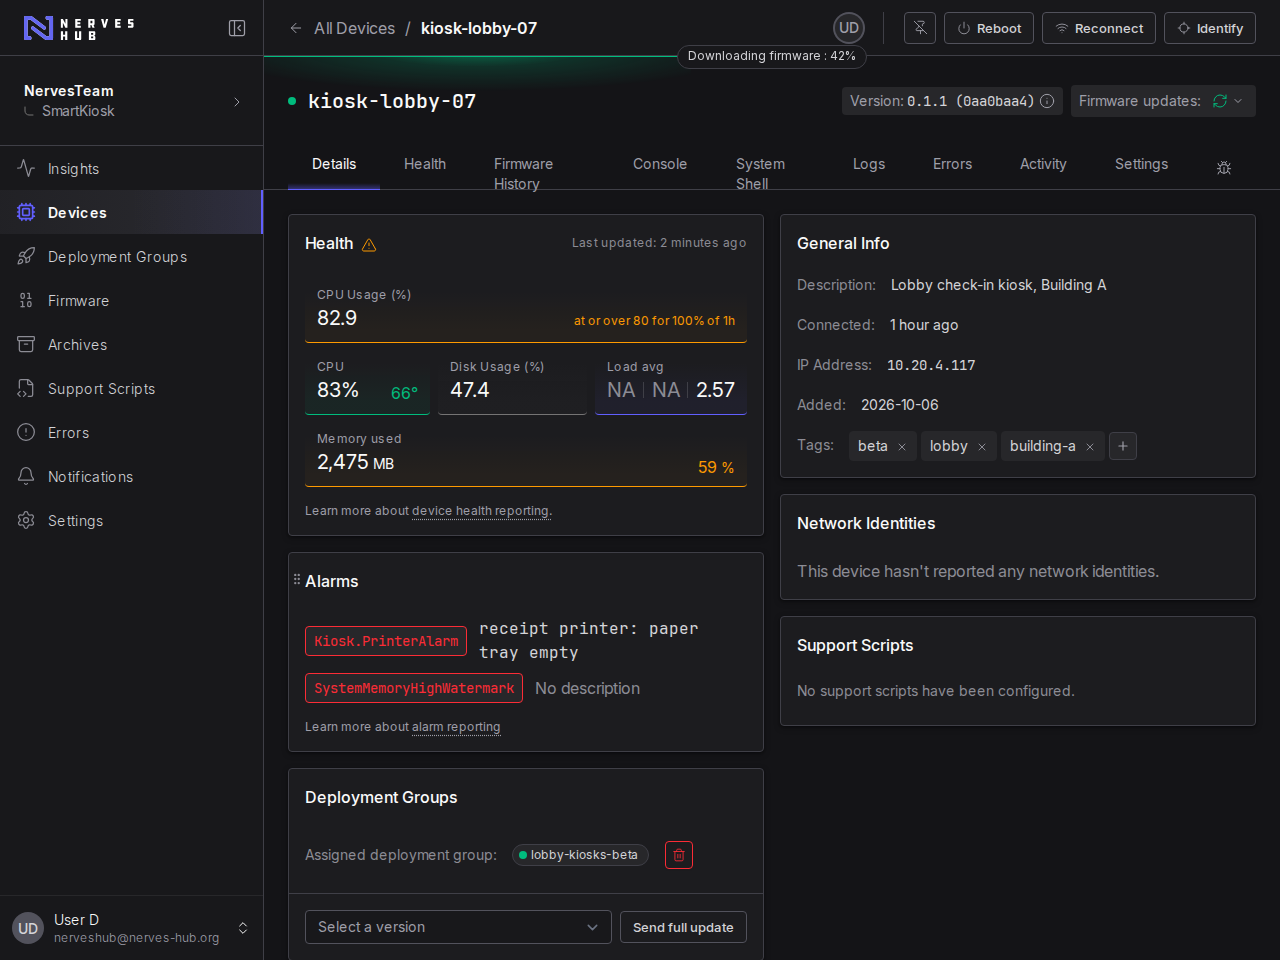 NERVES
HUB
All Devices / kiosk-lobby-07
UD
Reboot
Reconnect
Identify
Downloading firmware : 42%
NervesTeam
SmartKiosk
Insights
Devices
Deployment Groups
Firmware
Archives
Support Scripts
Errors
Notifications
Settings
UD
User D
nerveshub@nerves-hub.org
kiosk-lobby-07
Version: 0.1.1 (0aa0baa4)
Firmware updates:
Details
Health
Firmware
History
Console
System
Shell
Logs
Errors
Activity
Settings
Health
Last updated: 2 minutes ago
CPU Usage (%)
82.9
at or over 80 for 100% of 1h
CPU
83%
66°
Disk Usage (%)
47.4
Load avg
NA NA 2.57
Memory used
2,475 MB
59 %
Learn more about device health reporting.
Alarms
Kiosk.PrinterAlarm
receipt printer: paper
tray empty
SystemMemoryHighWatermark
No description
Learn more about alarm reporting
Deployment Groups
Assigned deployment group:
lobby-kiosks-beta
Select a version
Send full update
General Info
Description: Lobby check-in kiosk, Building A
Connected: 1 hour ago
IP Address: 10.20.4.117
Added: 2026-10-06
Tags: beta × lobby × building-a × +
Network Identities
This device hasn't reported any network identities.
Support Scripts
No support scripts have been configured.